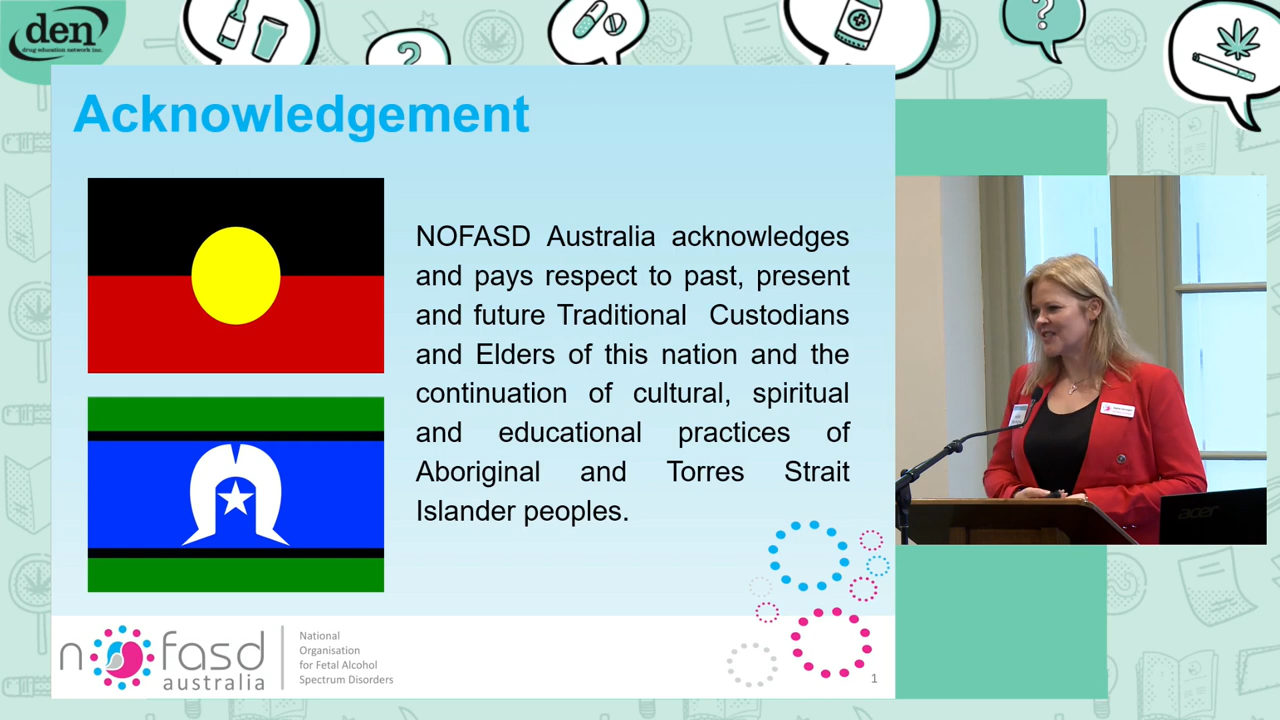 den
drug education network inc.
Acknowledgement
NOFASD Australia acknowledges
and pays respect to past, present
and future Traditional Custodians
and Elders of this nation and the
continuation of cultural, spiritual
and educational practices of
Aboriginal and Torres Strait
Islander peoples.
nofasd
australia
National
Organisation
for Fetal Alcohol
Spectrum Disorders
1
acer